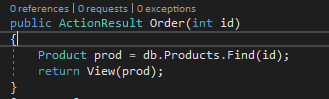 0 references | 0 requests | 0 exceptions
public ActionResult Order(int id)
{
Product prod = db.Products.Find(id);
return View(prod);
}